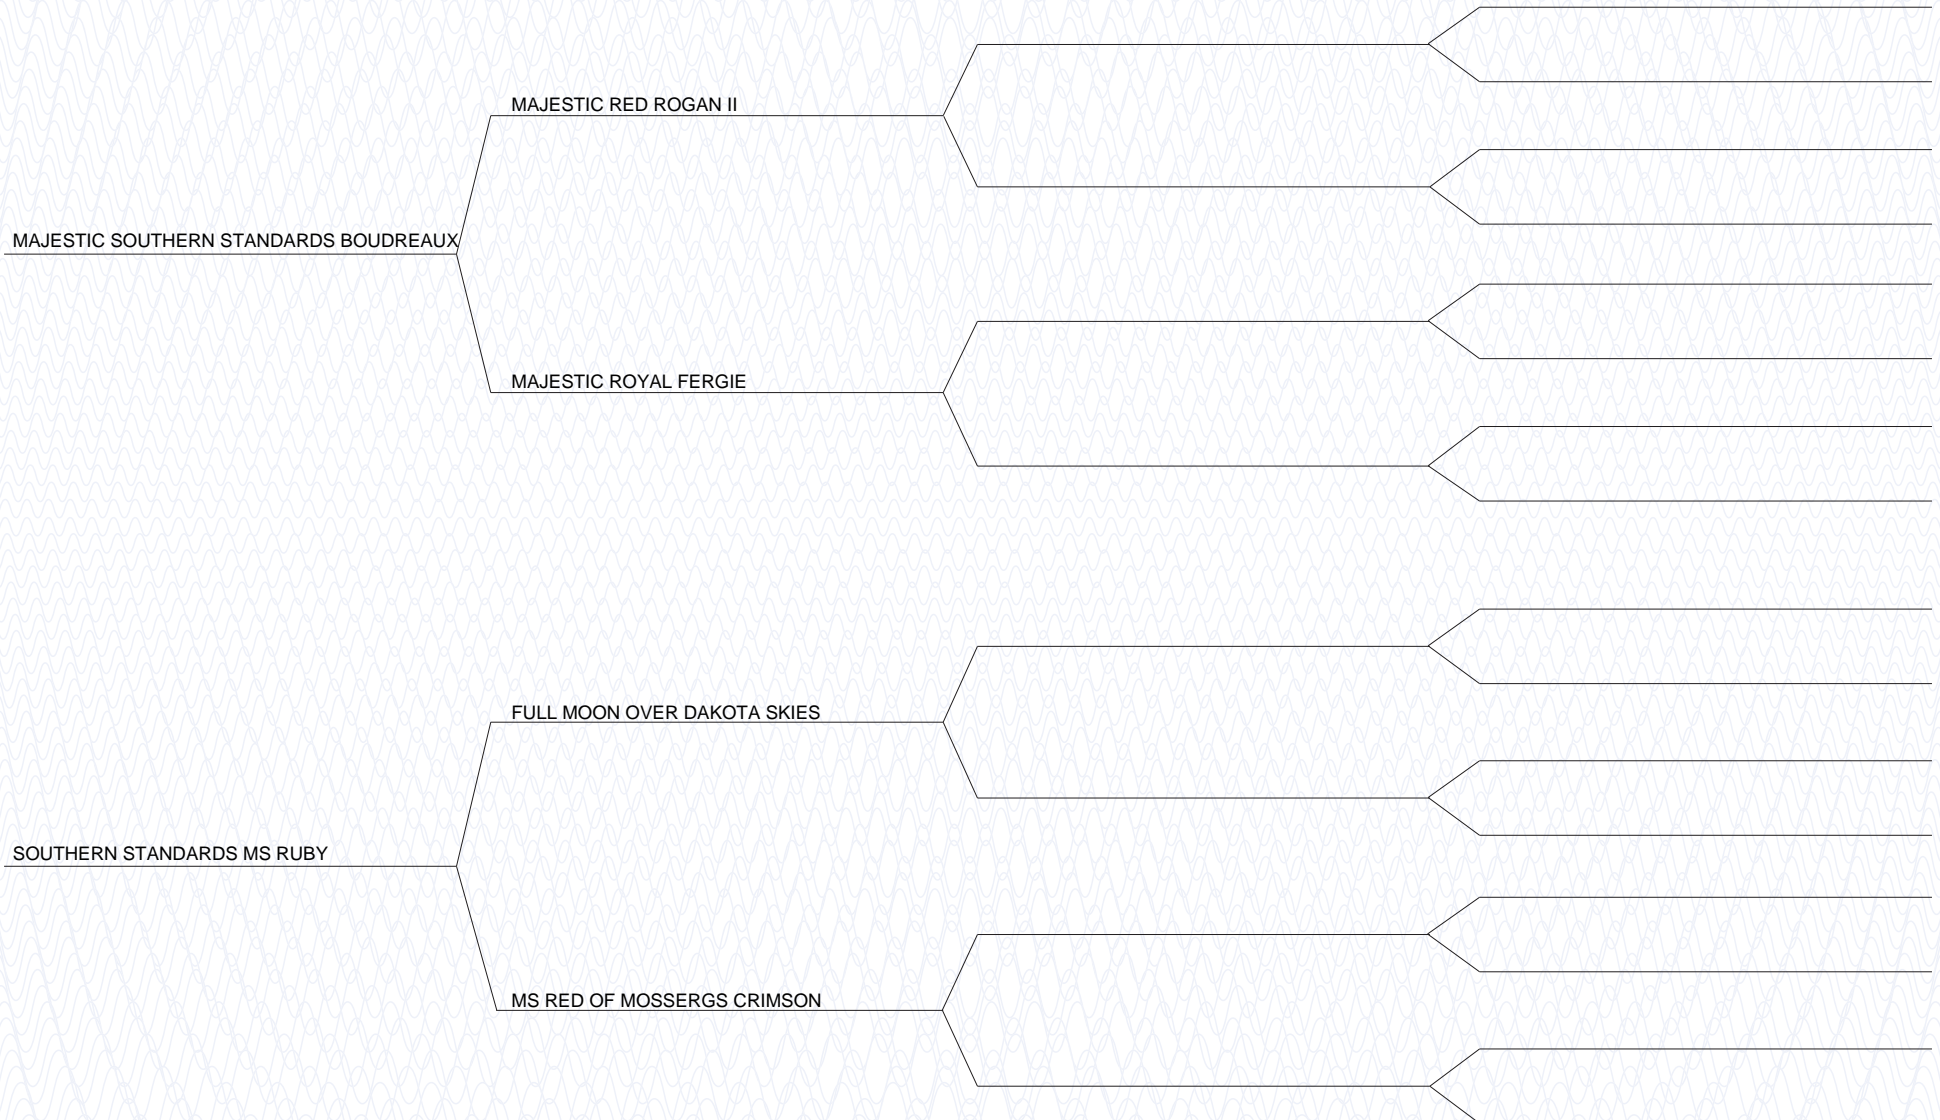 MAJESTIC RED ROGAN II
MAJESTIC SOUTHERN STANDARDS BOUDREAUX
MAJESTIC ROYAL FERGIE
FULL MOON OVER DAKOTA SKIES
SOUTHERN STANDARDS MS RUBY
MS RED OF MOSSERGS CRIMSON